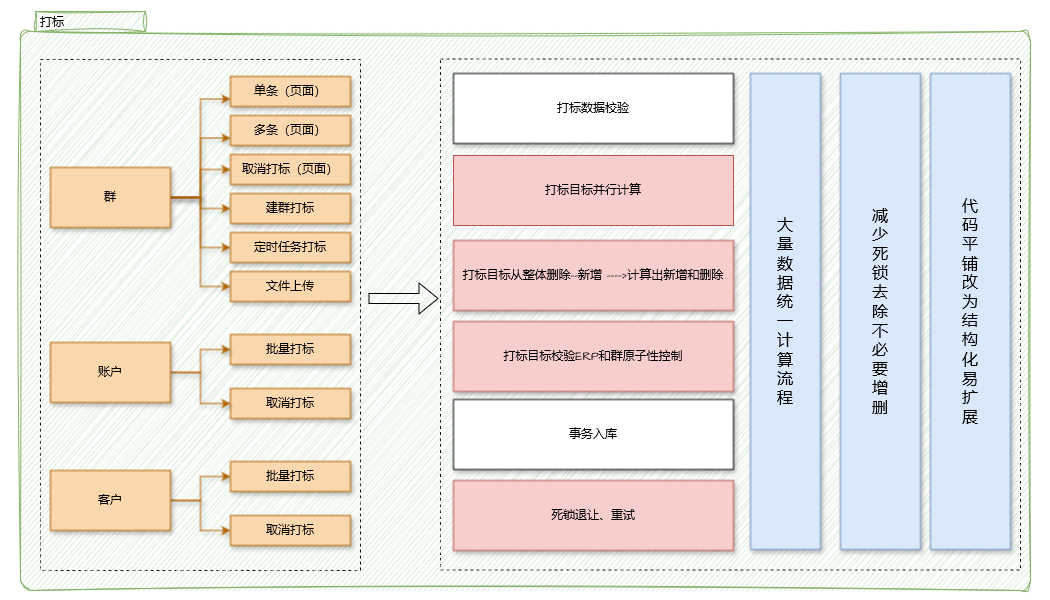 打标
群
单条（页面）
多条（页面）
取消打标（页面）
建群打标
定时任务打标
文件上传
账户
批量打标
取消打标
客户
批量打标
取消打标
打标数据校验
打标目标并行计算
打标目标从整体删除--新增 ---->计算出新增和删除
打标目标校验ERP和群原子性控制
事务入库
死锁退让、重试
大量数据统一计算流程
减少死锁去除不必要增删
代码平铺改为结构化易扩展